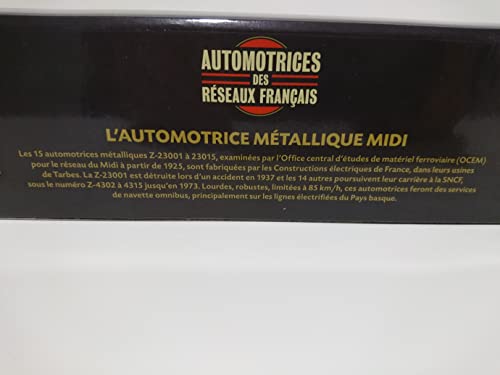 AUTOMOTRICES
DES
RÉSEAUX FRANÇAIS
L'AUTOMOTRICE MÉTALLIQUE MIDI
Les 15 automotrices métalliques Z-23001 à 23015, examinées par l'Office central d'études de matériel ferroviaire (OCEM)
pour le réseau du Midi à partir de 1925, sont fabriquées par les Constructions électriques de France, dans leurs usines
de Tarbes. La Z-23001 est détruite lors d'un accident en 1937 et les 14 autres poursuivent leur carrière à la SNCF,
sous le numéro Z-4302 à 4315 jusqu'en 1973. Lourdes, robustes, limitées à 85 km/h, ces automotrices feront des services
de navette omnibus, principalement sur les lignes électrifiées du Pays basque.